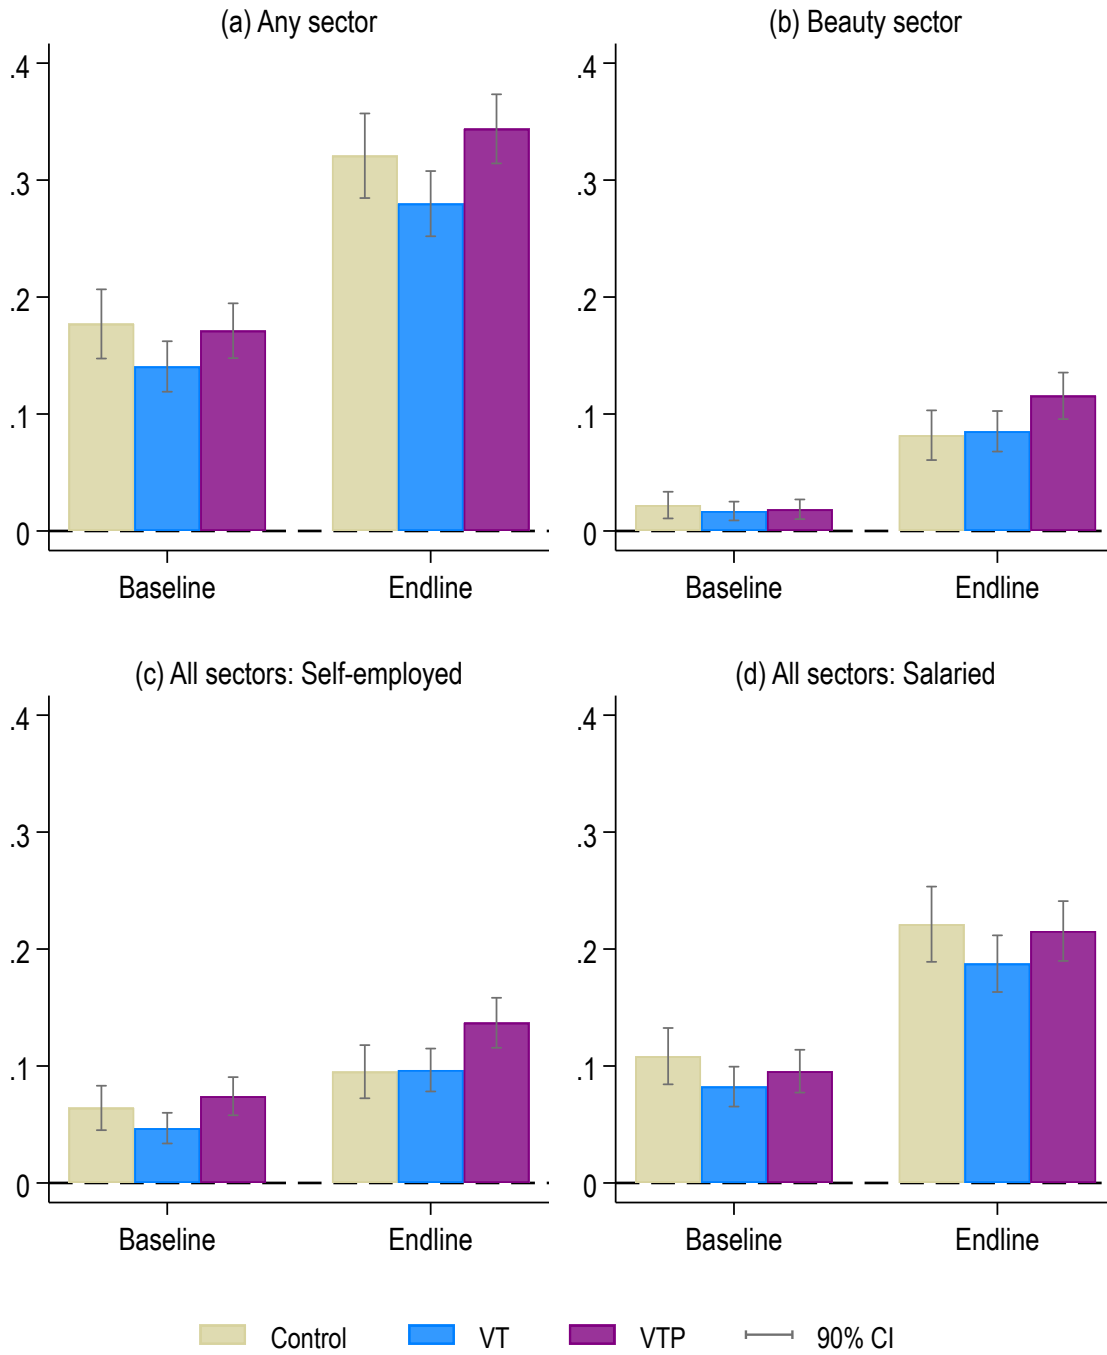 (a) Any sector
.4
.3
.2
.1
0
Baseline Endline
(b) Beauty sector
.4
.3
.2
.1
0
Baseline Endline
(c) All sectors: Self-employed
.4
.3
.2
.1
0
Baseline Endline
(d) All sectors: Salaried
.4
.3
.2
.1
0
Baseline Endline
Control VT VTP 90% CI